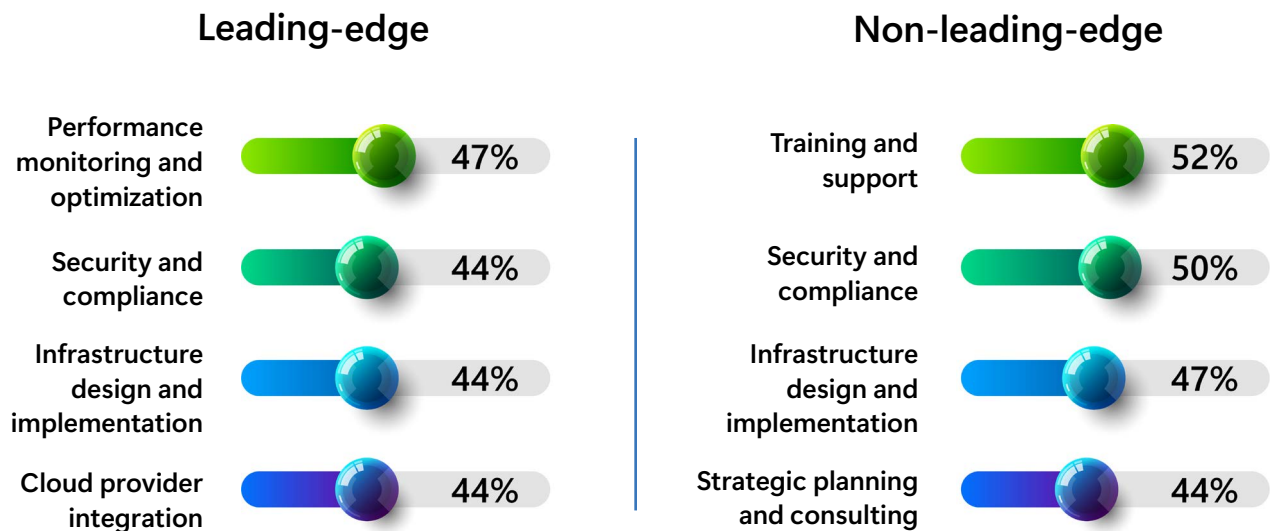 Leading-edge
Performance
monitoring and
optimization
47%
Security and
compliance
44%
Infrastructure
design and
implementation
44%
Cloud provider
integration
44%
Non-leading-edge
Training and
support
52%
Security and
compliance
50%
Infrastructure
design and
implementation
47%
Strategic planning
and consulting
44%